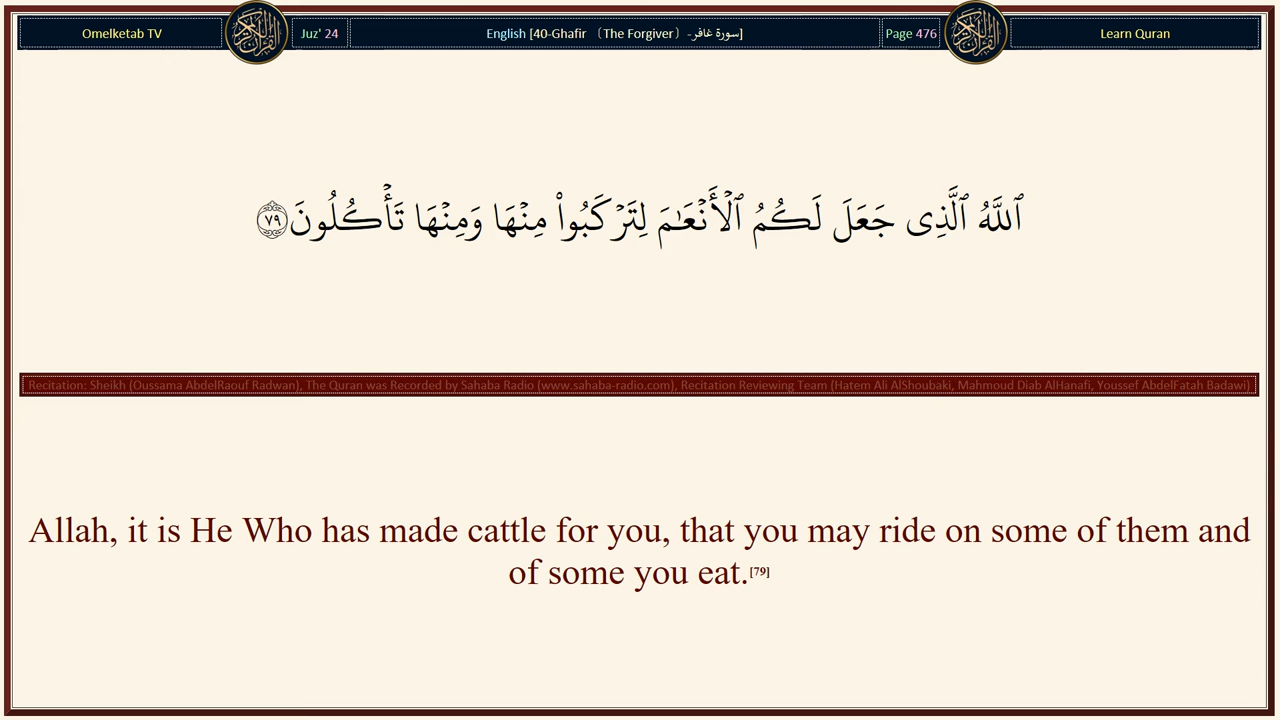 Omelketab TV
Juz' 24
English [40-Ghafir 〔The Forgiver〕-سورة غافر]
Page 476
Learn Quran
ٱللَّهُ ٱلَّذِى جَعَلَ لَكُمُ ٱلْأَنْعَـٰمَ لِتَرْكَبُوا۟ مِنْهَا وَمِنْهَا تَأْكُلُونَ ٧٩
Recitation: Sheikh (Oussama AbdelRaouf Radwan), The Quran was Recorded by Sahaba Radio (www.sahaba-radio.com), Recitation Reviewing Team (Hatem Ali AlShoubaki, Mahmoud Diab AlHanafi, Youssef AbdelFatah Badawi)
Allah, it is He Who has made cattle for you, that you may ride on some of them and
of some you eat.[79]